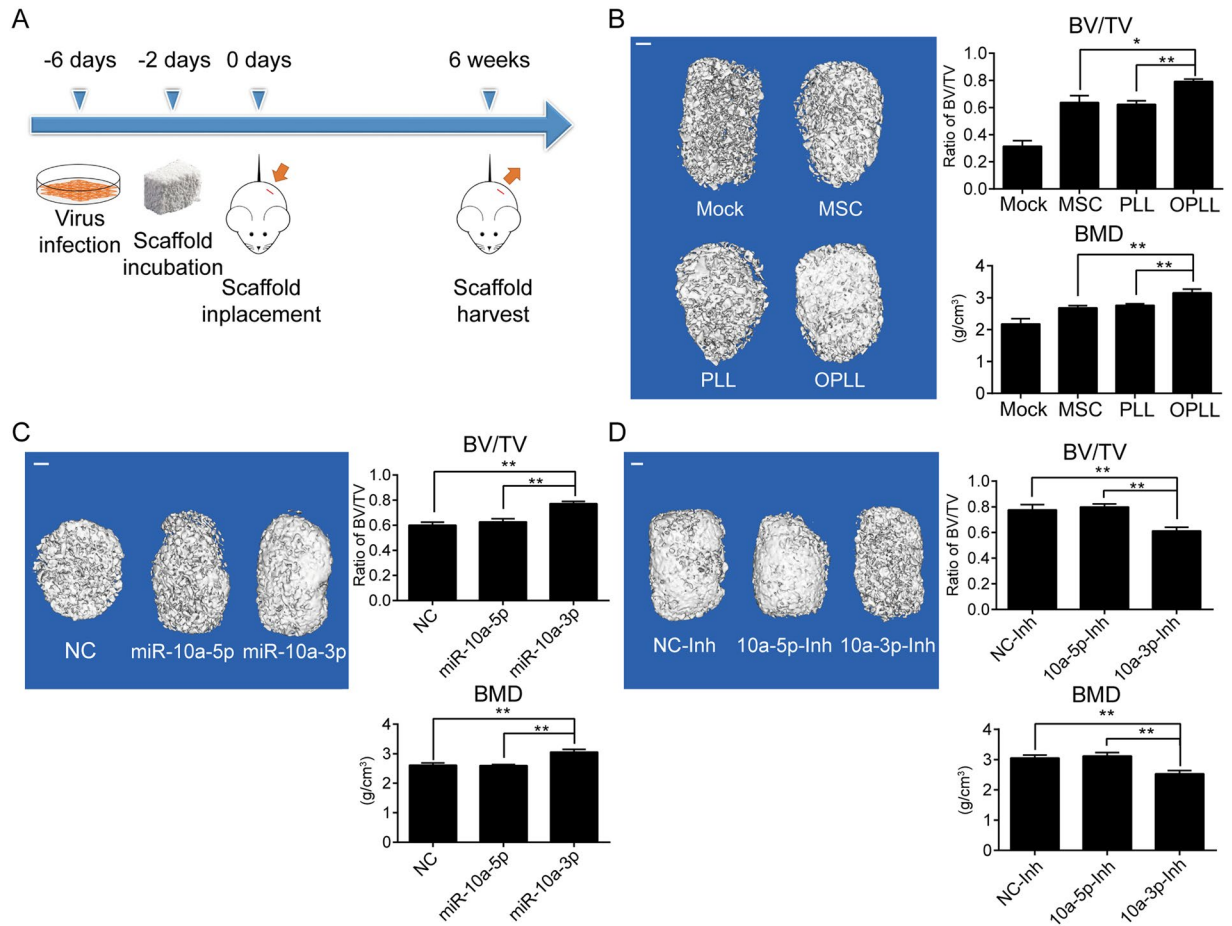 A
-6 days
-2 days
0 days
6 weeks
Virus
infection
Scaffold
incubation
Scaffold
inplacement
Scaffold
harvest
B
Mock
MSC
PLL
OPLL
BV/TV
*
**
Ratio of BV/TV
1.0
0.8
0.6
0.4
0.2
0.0
Mock MSC PLL OPLL
BMD
**
**
(g/cm³)
4
3
2
1
0
Mock MSC PLL OPLL
C
NC
miR-10a-5p
miR-10a-3p
BV/TV
**
**
Ratio of BV/TV
1.0
0.8
0.6
0.4
0.2
0.0
NC
miR-10a-5p
miR-10a-3p
BMD
**
**
(g/cm³)
4
3
2
1
0
NC
miR-10a-5p
miR-10a-3p
D
NC-Inh
10a-5p-Inh
10a-3p-Inh
BV/TV
**
**
Ratio of BV/TV
1.0
0.8
0.6
0.4
0.2
0.0
NC-Inh
10a-5p-Inh
10a-3p-Inh
BMD
**
**
(g/cm³)
4
3
2
1
0
NC-Inh
10a-5p-Inh
10a-3p-Inh